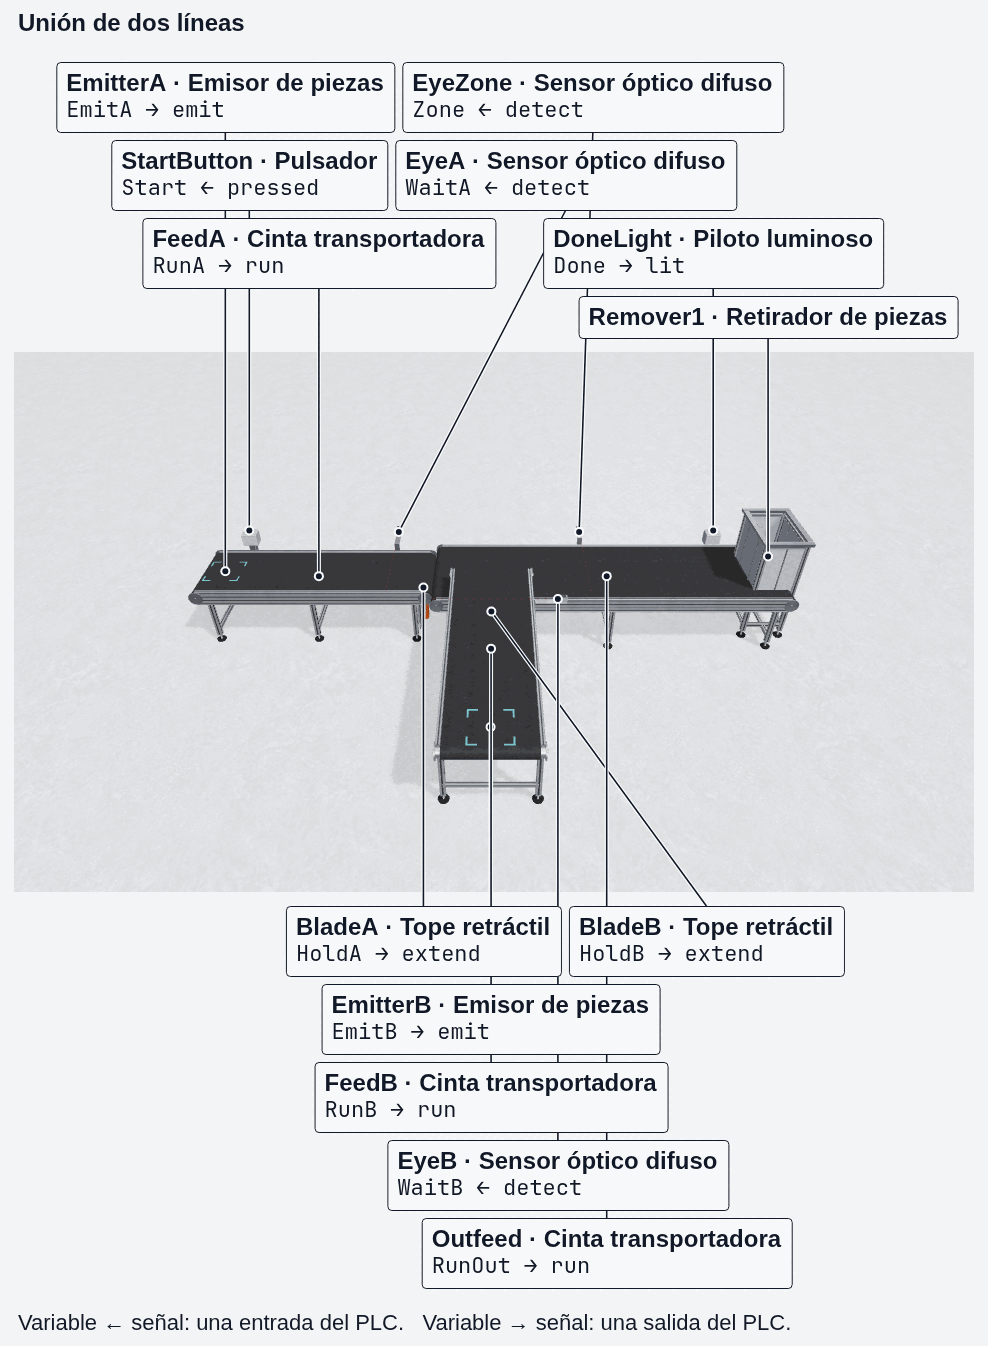 Unión de dos líneas
EmitterA · Emisor de piezas
EmitA → emit
EyeZone · Sensor óptico difuso
Zone ← detect
StartButton · Pulsador
Start ← pressed
EyeA · Sensor óptico difuso
WaitA ← detect
FeedA · Cinta transportadora
RunA → run
DoneLight · Piloto luminoso
Done → lit
Remover1 · Retirador de piezas
BladeA · Tope retráctil
HoldA → extend
BladeB · Tope retráctil
HoldB → extend
EmitterB · Emisor de piezas
EmitB → emit
FeedB · Cinta transportadora
RunB → run
EyeB · Sensor óptico difuso
WaitB ← detect
Outfeed · Cinta transportadora
RunOut → run
Variable ← señal: una entrada del PLC. Variable → señal: una salida del PLC.